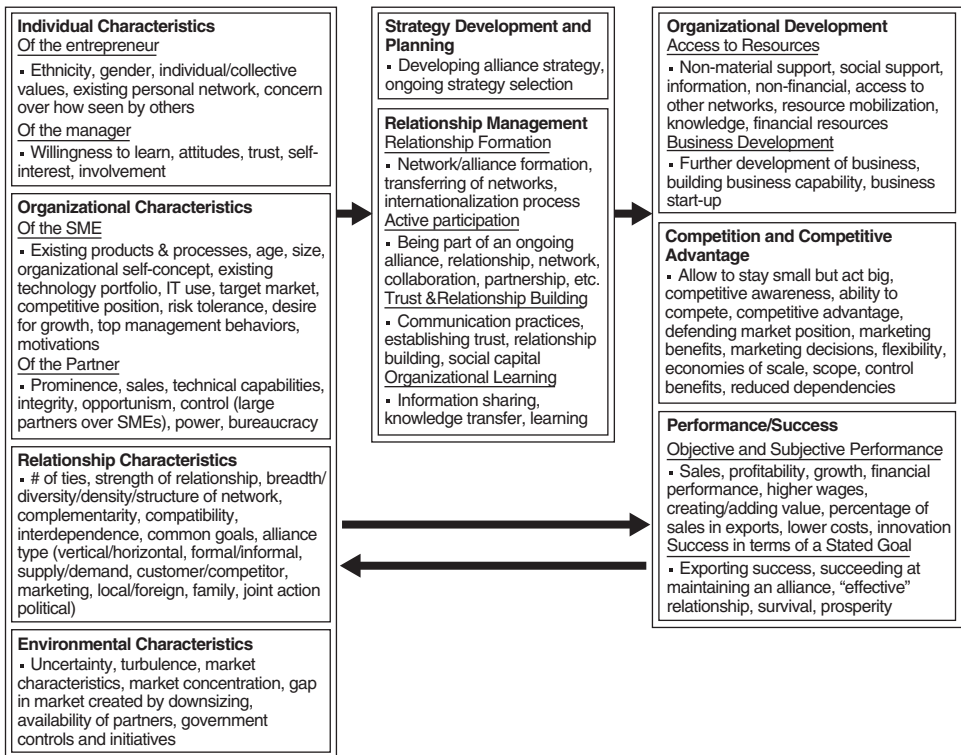 Individual Characteristics
Of the entrepreneur
▪ Ethnicity, gender, individual/collective
values, existing personal network, concern
over how seen by others
Of the manager
▪ Willingness to learn, attitudes, trust, self-
interest, involvement
Organizational Characteristics
Of the SME
▪ Existing products & processes, age, size,
organizational self-concept, existing
technology portfolio, IT use, target market,
competitive position, risk tolerance, desire
for growth, top management behaviors,
motivations
Of the Partner
▪ Prominence, sales, technical capabilities,
integrity, opportunism, control (large
partners over SMEs), power, bureaucracy
Relationship Characteristics
▪ # of ties, strength of relationship, breadth/
diversity/density/structure of network,
complementarity, compatibility,
interdependence, common goals, alliance
type (vertical/horizontal, formal/informal,
supply/demand, customer/competitor,
marketing, local/foreign, family, joint action
political)
Environmental Characteristics
▪ Uncertainty, turbulence, market
characteristics, market concentration, gap
in market created by downsizing,
availability of partners, government
controls and initiatives
Strategy Development and
Planning
▪ Developing alliance strategy,
ongoing strategy selection
Relationship Management
Relationship Formation
▪ Network/alliance formation,
transferring of networks,
internationalization process
Active participation
▪ Being part of an ongoing
alliance, relationship, network,
collaboration, partnership, etc.
Trust &Relationship Building
▪ Communication practices,
establishing trust, relationship
building, social capital
Organizational Learning
▪ Information sharing,
knowledge transfer, learning
Organizational Development
Access to Resources
▪ Non-material support, social support,
information, non-financial, access to
other networks, resource mobilization,
knowledge, financial resources
Business Development
▪ Further development of business,
building business capability, business
start-up
Competition and Competitive
Advantage
▪ Allow to stay small but act big,
competitive awareness, ability to
compete, competitive advantage,
defending market position, marketing
benefits, marketing decisions, flexibility,
economies of scale, scope, control
benefits, reduced dependencies
Performance/Success
Objective and Subjective Performance
▪ Sales, profitability, growth, financial
performance, higher wages,
creating/adding value, percentage of
sales in exports, lower costs, innovation
Success in terms of a Stated Goal
▪ Exporting success, succeeding at
maintaining an alliance, “effective”
relationship, survival, prosperity